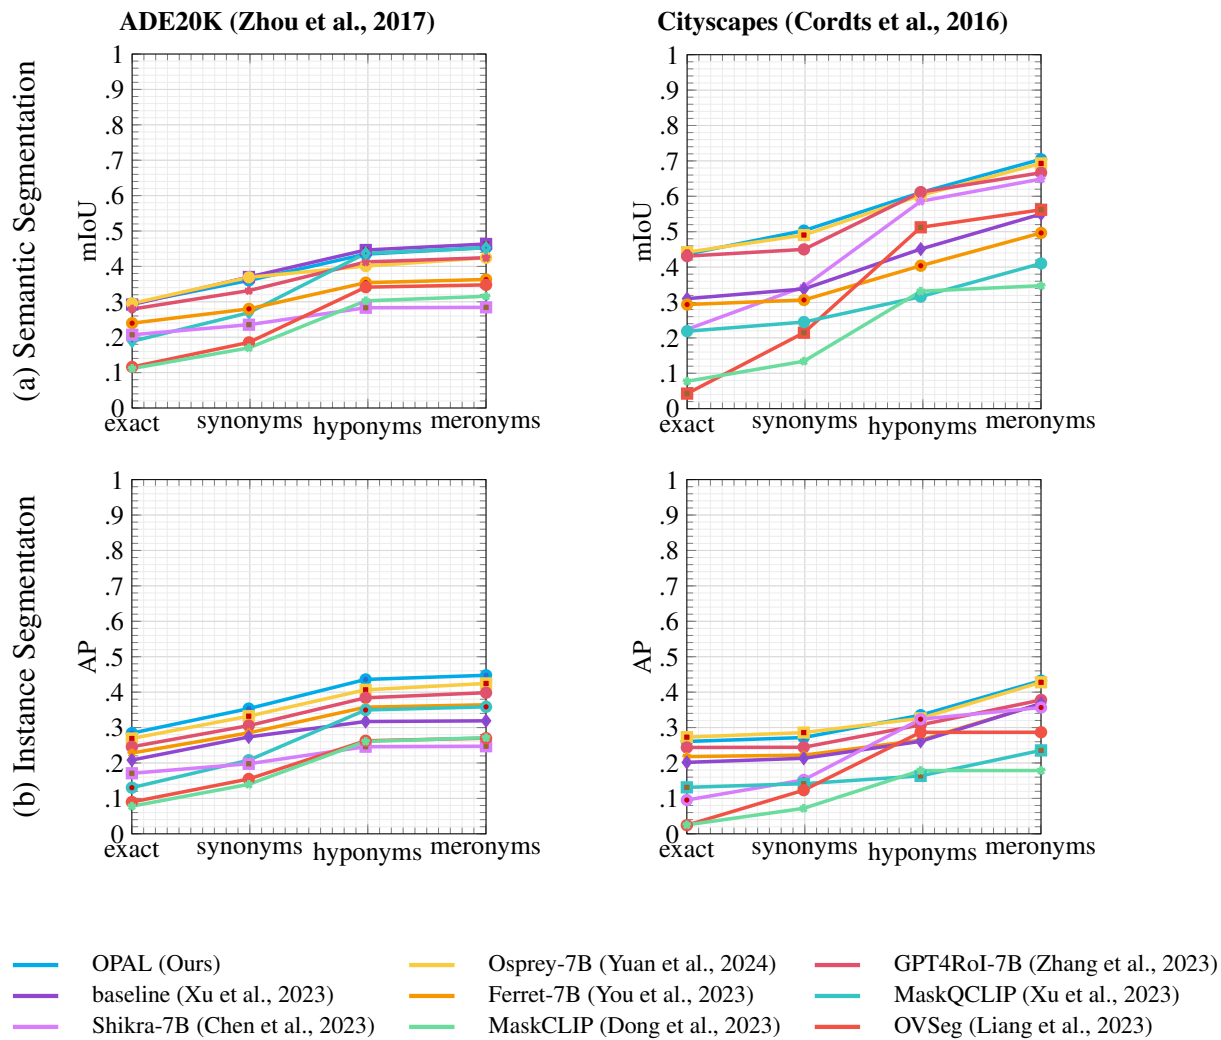 ADE20K (Zhou et al., 2017)
Cityscapes (Cordts et al., 2016)
(a) Semantic Segmentation
mIoU
1
.9
.8
.7
.6
.5
.4
.3
.2
.1
0
exact synonyms hyponyms meronyms
mIoU
1
.9
.8
.7
.6
.5
.4
.3
.2
.1
0
exact synonyms hyponyms meronyms
(b) Instance Segmentaton
AP
1
.9
.8
.7
.6
.5
.4
.3
.2
.1
0
exact synonyms hyponyms meronyms
AP
1
.9
.8
.7
.6
.5
.4
.3
.2
.1
0
exact synonyms hyponyms meronyms
OPAL (Ours) Osprey-7B (Yuan et al., 2024) GPT4RoI-7B (Zhang et al., 2023)
baseline (Xu et al., 2023) Ferret-7B (You et al., 2023) MaskQCLIP (Xu et al., 2023)
Shikra-7B (Chen et al., 2023) MaskCLIP (Dong et al., 2023) OVSeg (Liang et al., 2023)